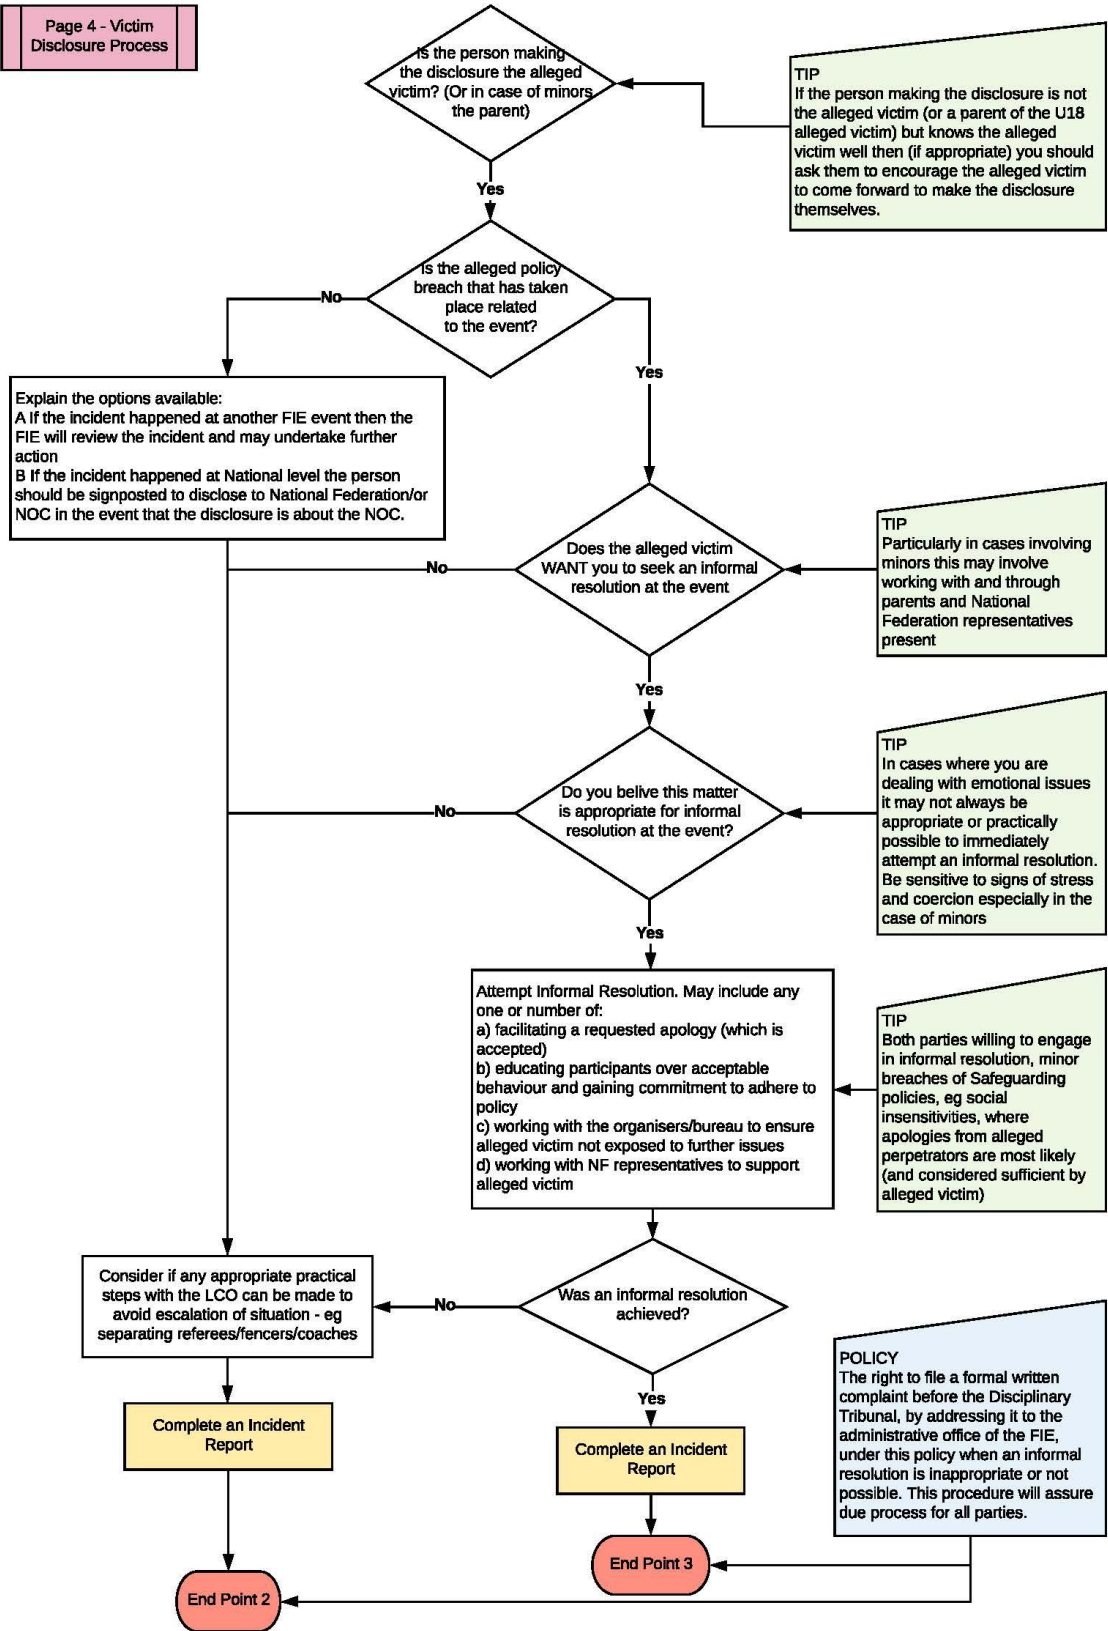 Page 4 - Victim
Disclosure Process
Is the person making
the disclosure the alleged
victim? (Or in case of minors
the parent)
TIP
If the person making the disclosure is not
the alleged victim (or a parent of the U18
alleged victim) but knows the alleged
victim well then (if appropriate) you should
ask them to encourage the alleged victim
to come forward to make the disclosure
themselves.
Yes
Is the alleged policy
breach that has taken
place related
to the event?
No
Yes
Explain the options available:
A If the incident happened at another FIE event then the
FIE will review the incident and may undertake further
action
B If the incident happened at National level the person
should be signposted to disclose to National Federation/or
NOC in the event that the disclosure is about the NOC.
Does the alleged victim
WANT you to seek an informal
resolution at the event
No
TIP
Particularly in cases involving
minors this may involve
working with and through
parents and National
Federation representatives
present
Yes
Do you belive this matter
is appropriate for informal
resolution at the event?
No
TIP
In cases where you are
dealing with emotional issues
it may not always be
appropriate or practically
possible to immediately
attempt an informal resolution.
Be sensitive to signs of stress
and coercion especially in the
case of minors
Yes
Attempt Informal Resolution. May include any
one or number of:
a) facilitating a requested apology (which is
accepted)
b) educating participants over acceptable
behaviour and gaining commitment to adhere to
policy
c) working with the organisers/bureau to ensure
alleged victim not exposed to further issues
d) working with NF representatives to support
alleged victim
TIP
Both parties willing to engage
in informal resolution, minor
breaches of Safeguarding
policies, eg social
insensitivities, where
apologies from alleged
perpetrators are most likely
(and considered sufficient by
alleged victim)
Consider if any appropriate practical
steps with the LCO can be made to
avoid escalation of situation - eg
separating referees/fencers/coaches
No
Was an informal resolution
achieved?
Yes
POLICY
The right to file a formal written
complaint before the Disciplinary
Tribunal, by addressing it to the
administrative office of the FIE,
under this policy when an informal
resolution is inappropriate or not
possible. This procedure will assure
due process for all parties.
Complete an Incident
Report
Complete an Incident
Report
End Point 3
End Point 2